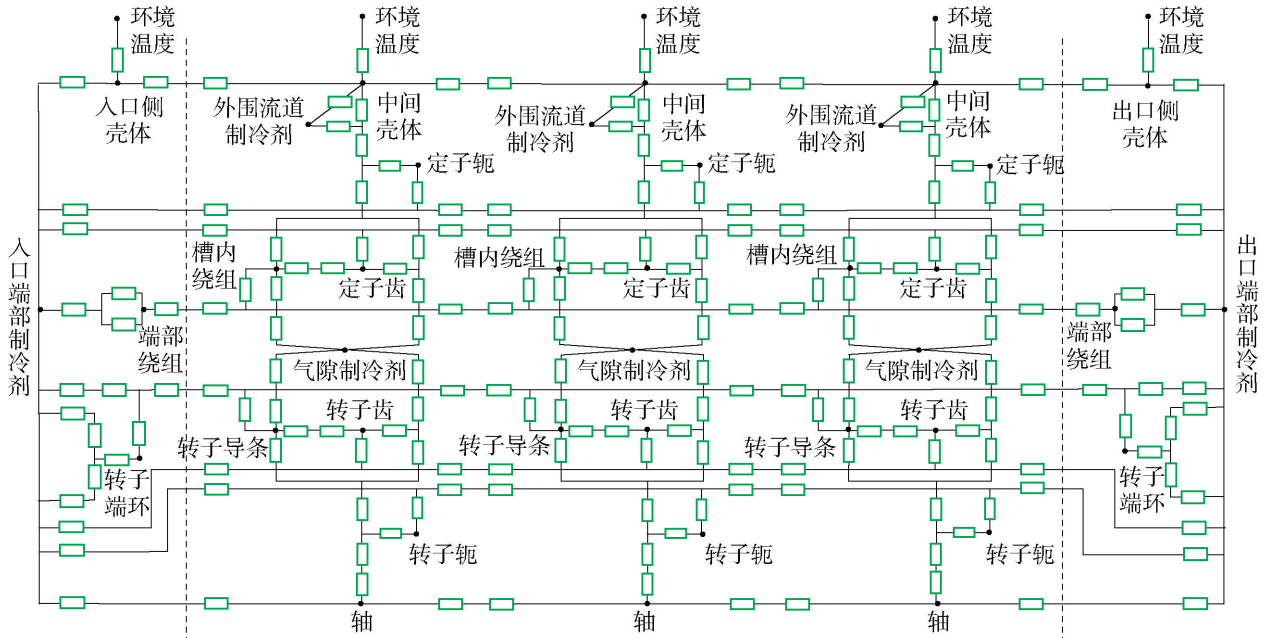 环境
温度
环境
温度
环境
温度
环境
温度
环境
温度
入口侧
壳体
外围流道
制冷剂
中间
壳体
外围流道
制冷剂
中间
壳体
外围流道
制冷剂
中间
壳体
出口侧
壳体
定子轭
定子轭
定子轭
入口端部制冷剂
槽内
绕组
定子齿
槽内绕组
定子齿
槽内绕组
定子齿
出口端部制冷剂
端部
绕组
端部
绕组
气隙制冷剂
气隙制冷剂
气隙制冷剂
转子齿
转子齿
转子齿
转子导条
转子导条
转子导条
转子
端环
转子
端环
转子轭
转子轭
转子轭
轴
轴
轴